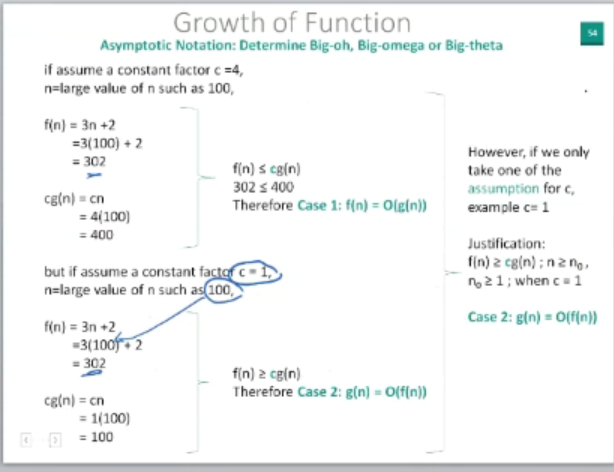 Growth of Function
54
Asymptotic Notation: Determine Big-oh, Big-omega or Big-theta
if assume a constant factor c =4,
n=large value of n such as 100,
f(n) = 3n +2
=3(100) + 2
= 302
cg(n) = cn
= 4(100)
= 400
f(n) ≤ cg(n)
302 ≤ 400
Therefore Case 1: f(n) = O(g(n))
but if assume a constant factor c = 1,
n=large value of n such as 100,
f(n) = 3n +2
=3(100) + 2
= 302
cg(n) = cn
= 1(100)
= 100
f(n) ≥ cg(n)
Therefore Case 2: g(n) = O(f(n))
However, if we only
take one of the
assumption for c,
example c= 1
Justification:
f(n) ≥ cg(n) ; n ≥ n₀ ,
n₀ ≥ 1 ; when c = 1
Case 2: g(n) = O(f(n))